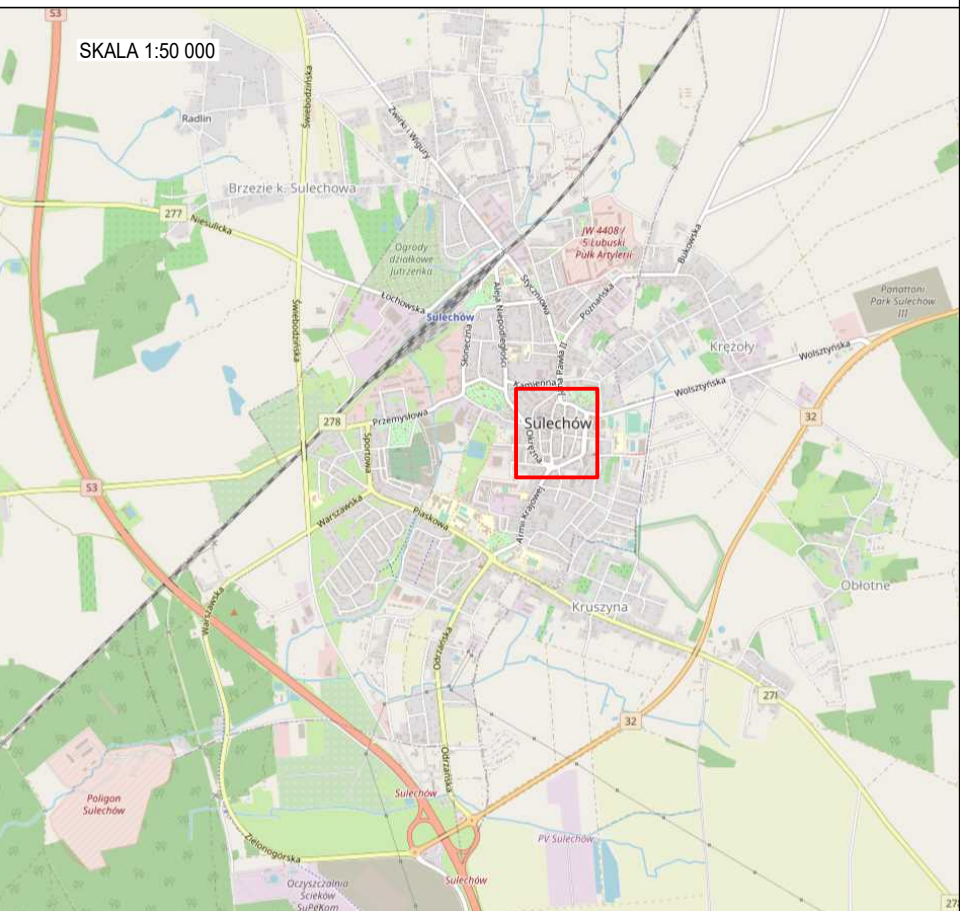 S3
SKALA 1:50 000
Świebodzińska
Żwirki i Wigury
Radlin
Brzezie k. Sulechowa
277
Niesulicka
JW 4408 /
5 Lubuski
Pułk Artylerii
Bukowska
Ogrody
działkowe
Jutrzenka
Styczniowa
Poznańska
Panattoni
Park Sulechów
III
Łochowska
Aleja Niepodległości
Sulechów
Świebodzińska
Słoneczna
Krężoły
Wolsztyńska
Kamienna
Jana Pawła II
Wolsztyńska
278
Przemysłowa
Sulechów
32
Okrężna
Sportowa
S3
Warszawska
Piaskowa
Armii Krajowej
Obłotne
Warszawska
Kruszyna
Odrzańska
271
32
Odrzańska
Poligon
Sulechów
Sulechów
PV Sulechów
Zielonogórska
Oczyszczalnia
Ścieków
SuPeKom
Sulechów